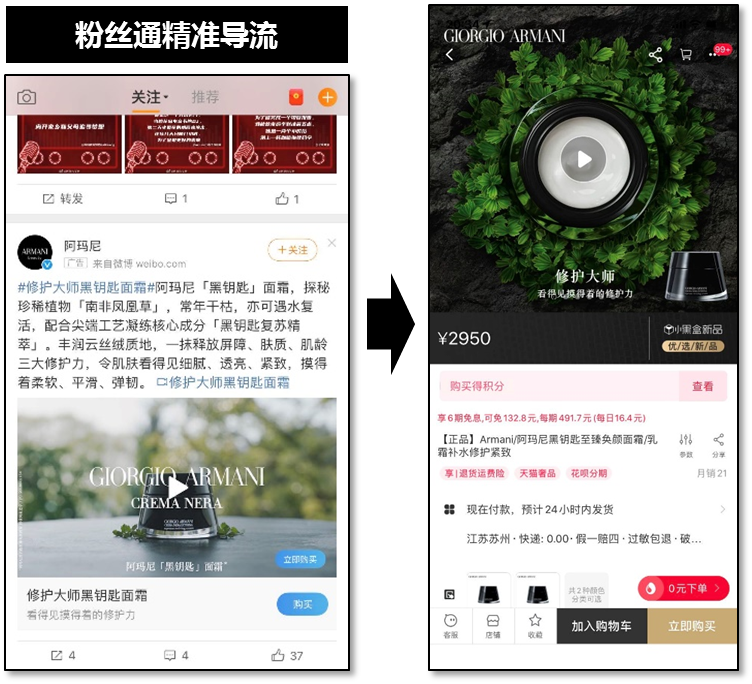 粉丝通精准导流
关注
推荐
转发
1
1
ARMANI
阿玛尼
广告 来自微博 weibo.com
+关注
#修护大师黑钥匙面霜#阿玛尼「黑钥匙」面霜，探秘
珍稀植物「南非凤凰草」，常年干枯，亦可遇水复
活，配合尖端工艺凝练核心成分「黑钥匙复苏精
萃」。丰润云丝绒质地，一抹释放屏障、肤质、肌龄
三大修护力，令肌肤看得见细腻、透亮、紧致，摸得
着柔软、平滑、弹韧。 修护大师黑钥匙面霜
GIORGIO ARMANI
CREMA NERA
阿玛尼「黑钥匙」面霜
立即购买
修护大师黑钥匙面霜
看得见摸得着的修护力
购买
4
4
37
GIORGIO ARMANI
99+
修护大师
看得见摸得着的修护力
¥2950
小黑盒新品
优/选/新/品
购买得积分
查看
享6期免息,可免132.8元,每期491.7元(每日16.4元)
【正品】Armani/阿玛尼黑钥匙至臻奂颜面霜/乳
霜补水修护紧致
参数
分享
享|退货运费险
天猫奢品
花呗分期
月销21
现在付款，预计24小时内发货
江苏苏州 · 快递: 0.00 · 假一赔四 · 过敏包退 · 破...
共2种颜色
分类可选
0元下单
客服
店铺
收藏
加入购物车
立即购买